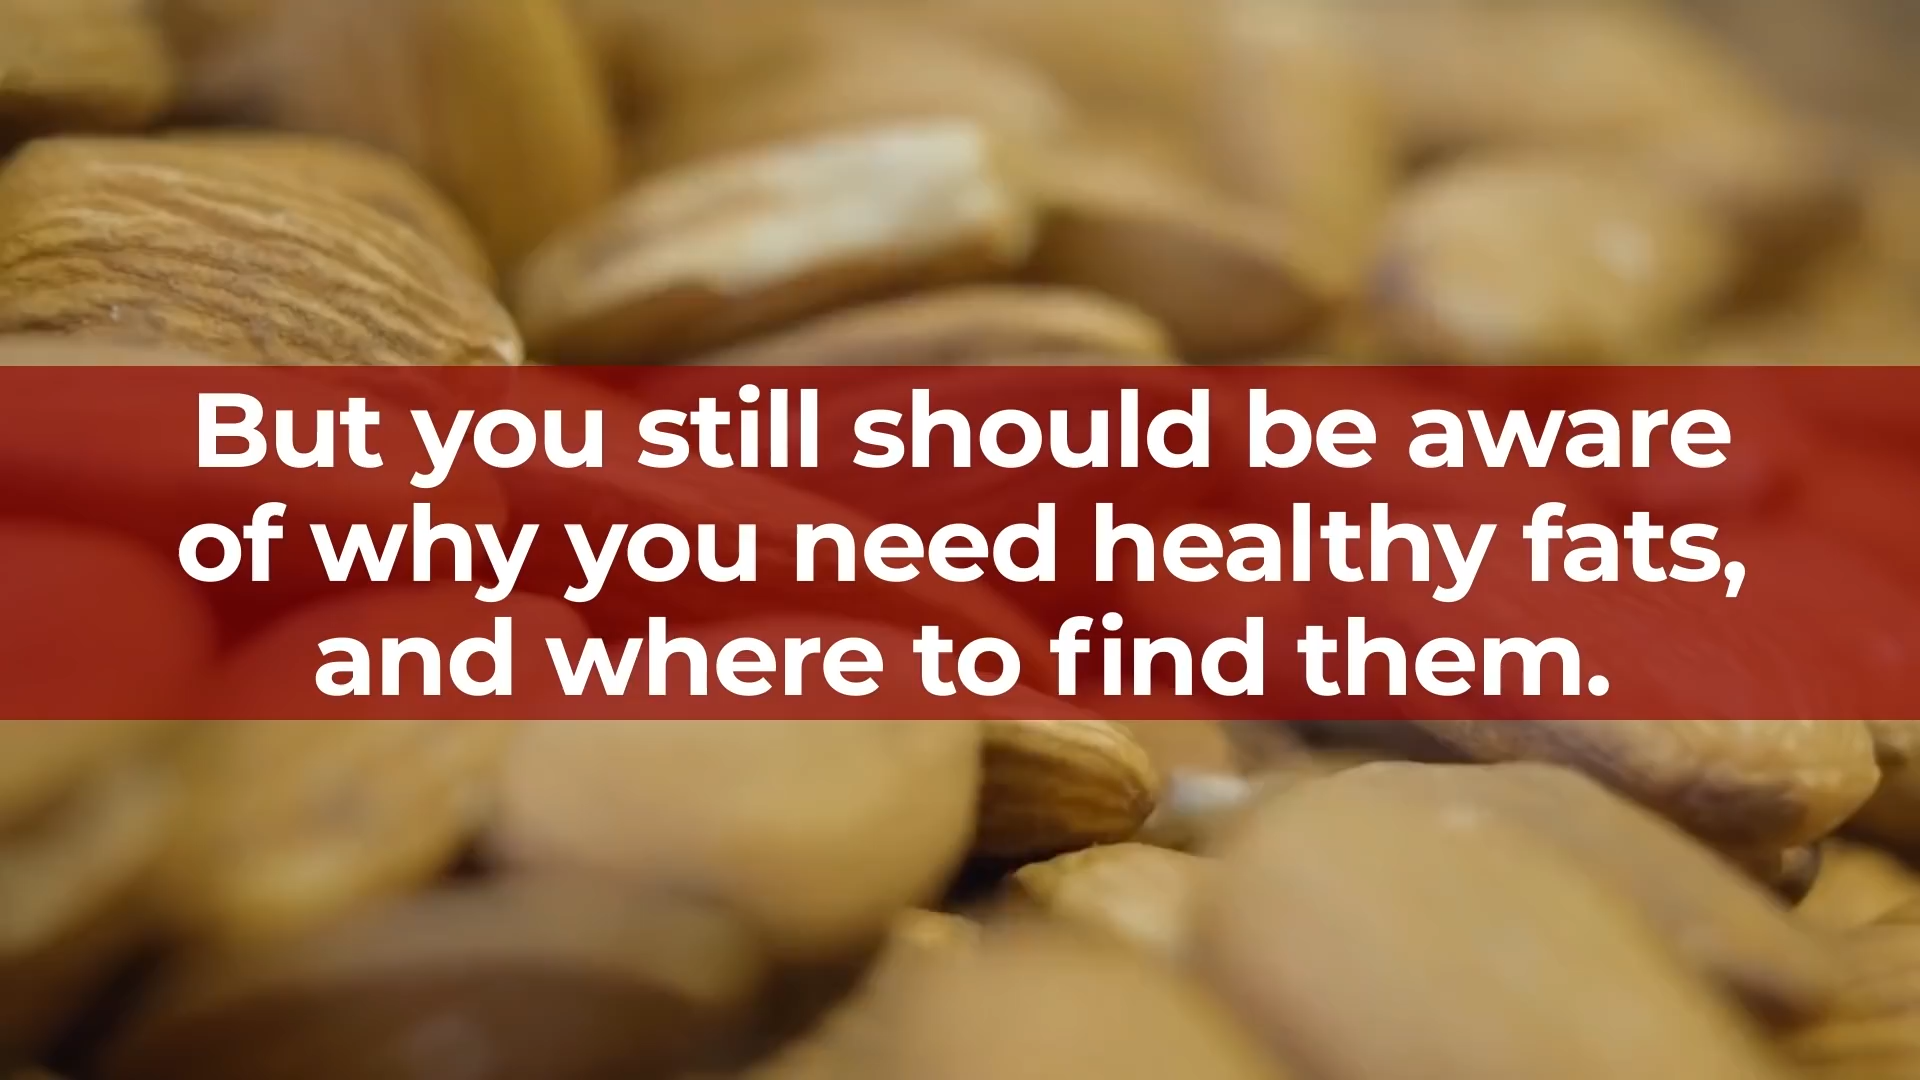 But you still should be aware
of why you need healthy fats,
and where to find them.